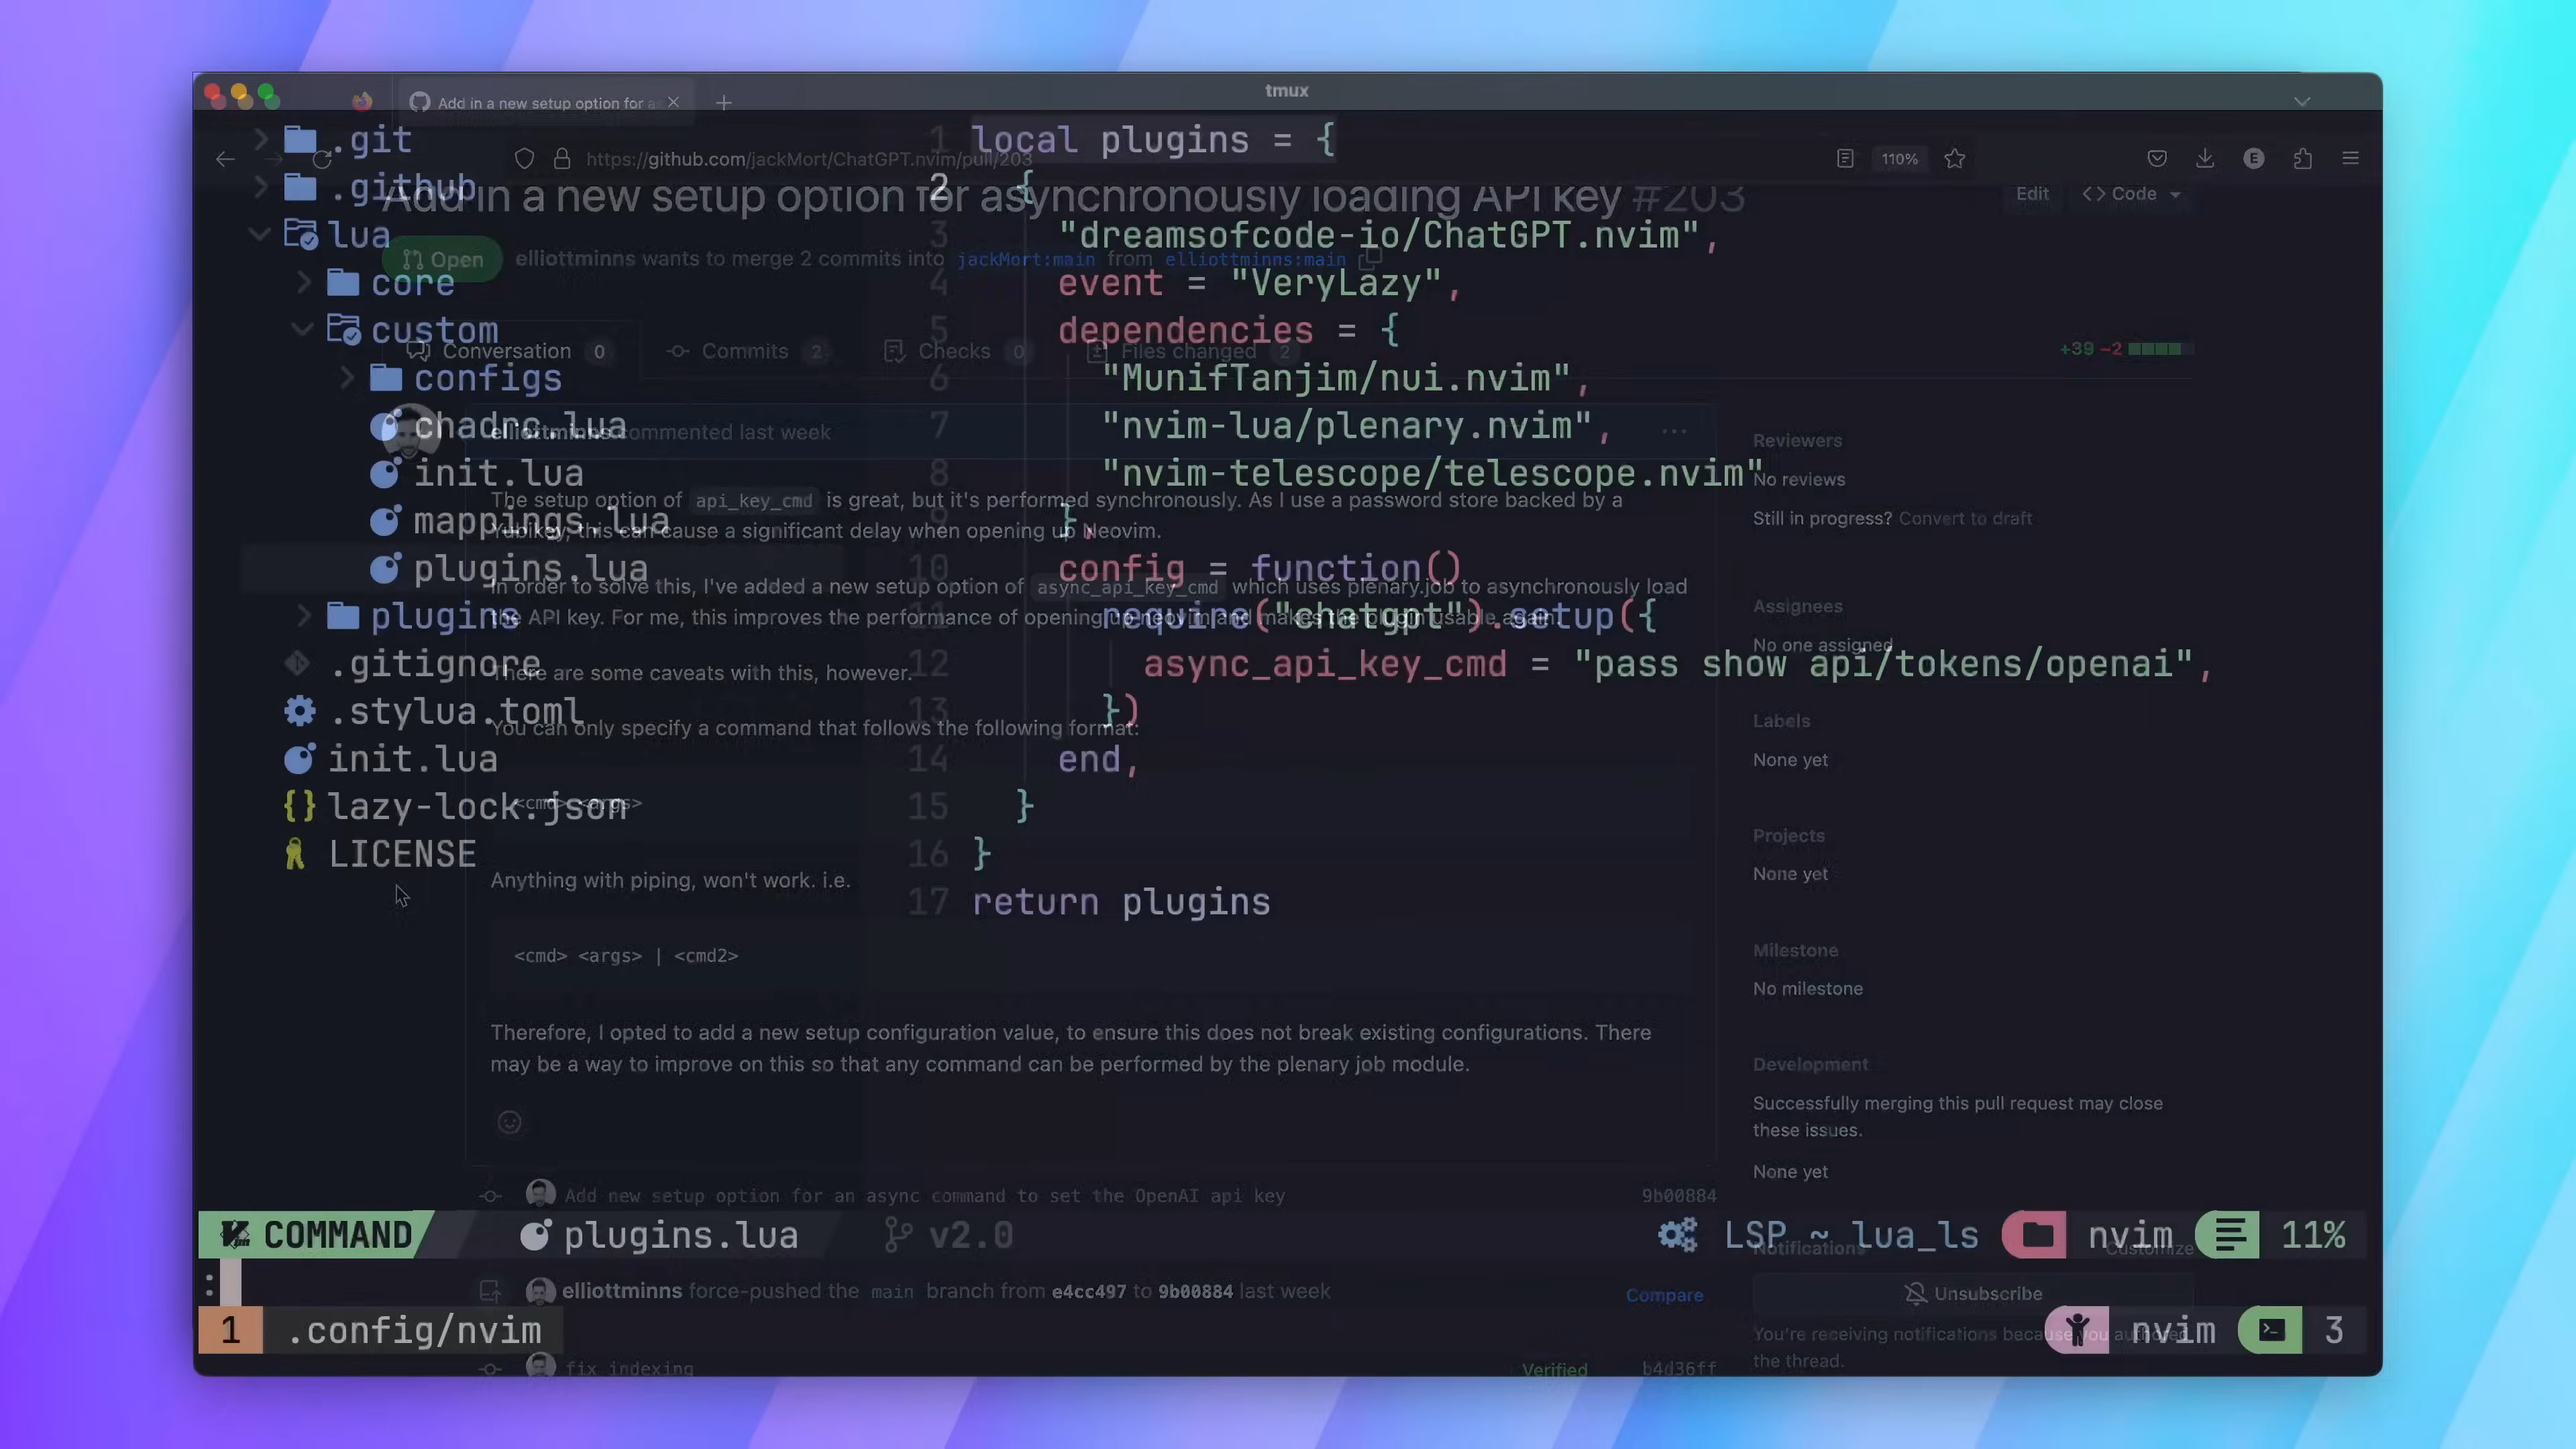 tmux
Add in a new setup option for as
https://github.com/jackMort/ChatGPT.nvim/pull/203
110%
E
Add in a new setup option for asynchronously loading API key #203
Edit
<> Code
Open
elliottminns wants to merge 2 commits into jackMort:main from elliottminns:main
Conversation 0
Commits 2
Checks 0
Files changed 2
+39 −2
elliottminns commented last week
The setup option of api_key_cmd is great, but it's performed synchronously. As I use a password store backed by a
Yubikey, this can cause a significant delay when opening up Neovim.
In order to solve this, I've added a new setup option of async_api_key_cmd which uses plenary.job to asynchronously load
the API key. For me, this improves the performance of opening up neovim and makes the plugin usable again.
There are some caveats with this, however.
You can only specify a command that follows the following format:
<cmd> <args>
Anything with piping, won't work. i.e.
<cmd> <args> | <cmd2>
Therefore, I opted to add a new setup configuration value, to ensure this does not break existing configurations. There
may be a way to improve on this so that any command can be performed by the plenary job module.
Add new setup option for an async command to set the OpenAI api key
9b00884
elliottminns force-pushed the main branch from e4cc497 to 9b00884 last week
Compare
fix indexing
Verified
b4d36ff
Reviewers
No reviews
Still in progress? Convert to draft
Assignees
No one assigned
Labels
None yet
Projects
None yet
Milestone
No milestone
Development
Successfully merging this pull request may close
these issues.
None yet
Notifications
Customize
Unsubscribe
You're receiving notifications because you authored
the thread.
.git
.github
lua
core
custom
configs
chadrc.lua
init.lua
mappings.lua
plugins.lua
plugins
.gitignore
.stylua.toml
init.lua
lazy-lock.json
LICENSE
1 local plugins = {
2 {
3 "dreamsofcode-io/ChatGPT.nvim",
4 event = "VeryLazy",
5 dependencies = {
6 "MunifTanjim/nui.nvim",
7 "nvim-lua/plenary.nvim",
8 "nvim-telescope/telescope.nvim"
9 },
10 config = function()
11 require("chatgpt").setup({
12 async_api_key_cmd = "pass show api/tokens/openai",
13 })
14 end,
15 }
16 }
17 return plugins
COMMAND
plugins.lua
v2.0
LSP ~ lua_ls
nvim
11%
:
1 .config/nvim
nvim
3